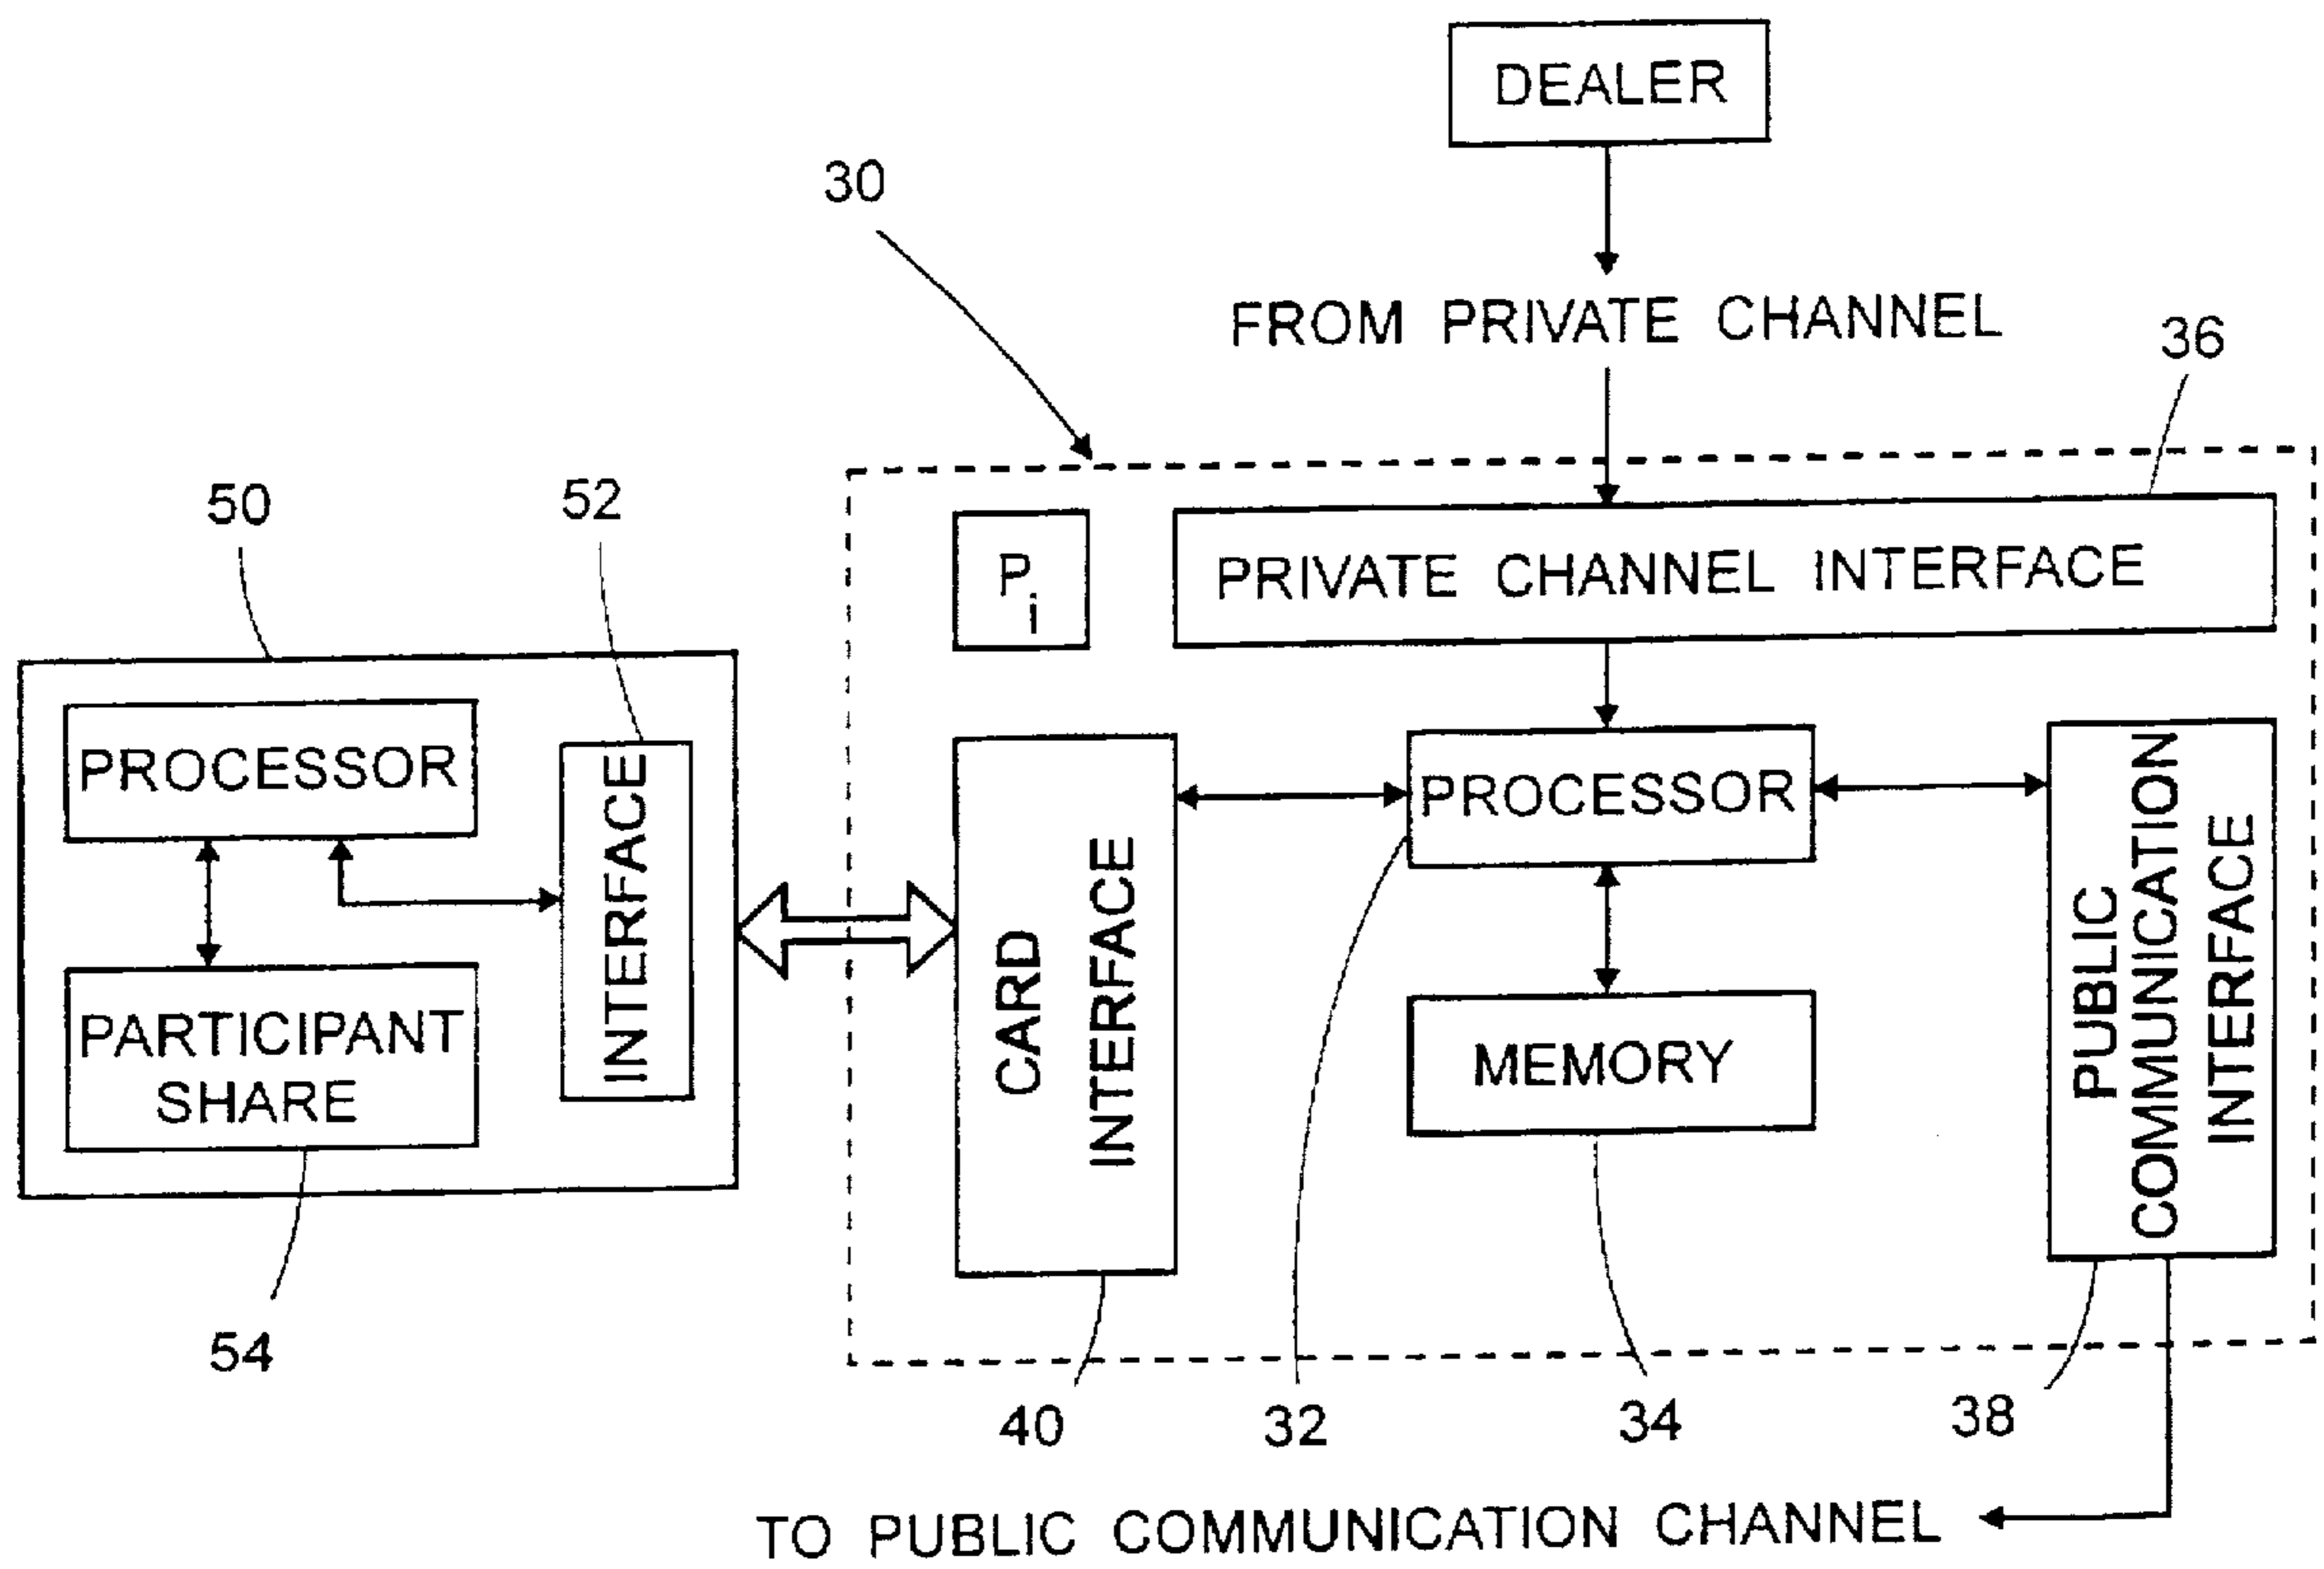 DEALER
30
FROM PRIVATE CHANNEL
36
50
52
P
i
PRIVATE CHANNEL INTERFACE
PROCESSOR
INTERFACE
PARTICIPANT
SHARE
54
CARD
INTERFACE
PROCESSOR
MEMORY
PUBLIC
COMMUNICATION
INTERFACE
40
32
34
38
TO PUBLIC COMMUNICATION CHANNEL